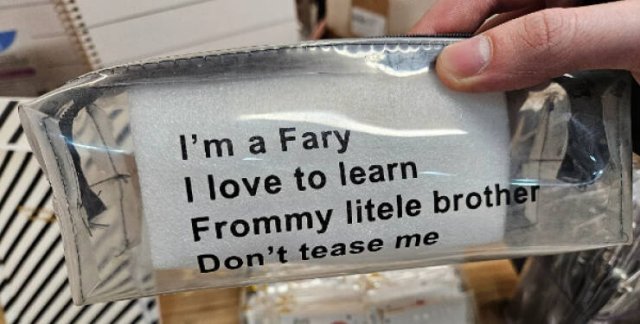 I'm a Fary
I love to learn
Frommy litele brother
Don't tease me